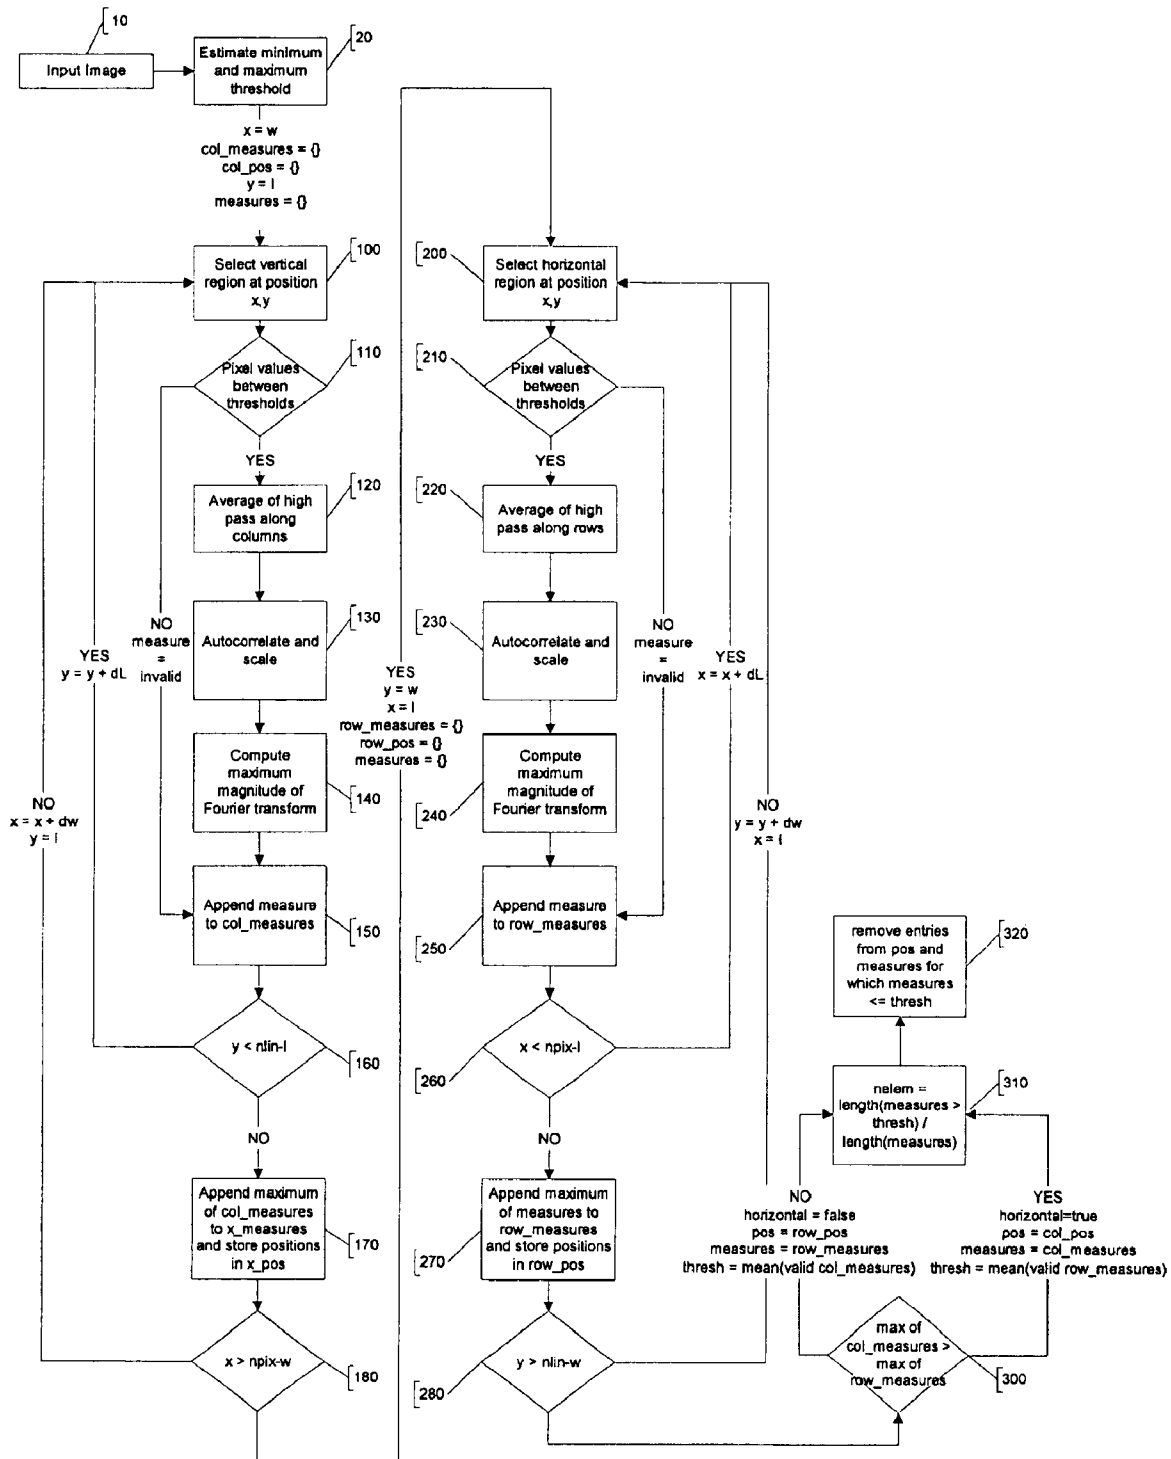 10
Input Image
20
Estimate minimum
and maximum
threshold
x = w
col_measures = {}
col_pos = {}
y = l
measures = {}
100
Select vertical
region at position
x,y
110
Pixel values
between
thresholds
YES
120
Average of high
pass along
columns
130
Autocorrelate and
scale
NO
measure
=
invalid
YES
y = y + dL
140
Compute
maximum
magnitude of
Fourier transform
NO
x = x + dw
y = l
150
Append measure
to col_measures
160
y < nlin-l
NO
170
Append maximum
of col_measures
to x_measures
and store positions
in x_pos
180
x > npix-w
YES
y = w
x = l
row_measures = {}
row_pos = {}
measures = {}
200
Select horizontal
region at position
x,y
210
Pixel values
between
thresholds
YES
220
Average of high
pass along rows
230
Autocorrelate and
scale
NO
measure
=
invalid
YES
x = x + dL
240
Compute
maximum
magnitude of
Fourier transform
NO
y = y + dw
x = l
250
Append measure
to row_measures
260
x < npix-l
NO
270
Append maximum
of measures to
row_measures
and store positions
in row_pos
280
y > nlin-w
320
remove entries
from pos and
measures for
which measures
<= thresh
310
nelem =
length(measures >
thresh) /
length(measures)
NO
horizontal = false
pos = row_pos
measures = row_measures
thresh = mean(valid col_measures)
YES
horizontal=true
pos = col_pos
measures = col_measures
thresh = mean(valid row_measures)
max of
col_measures >
max of
row_measures
300